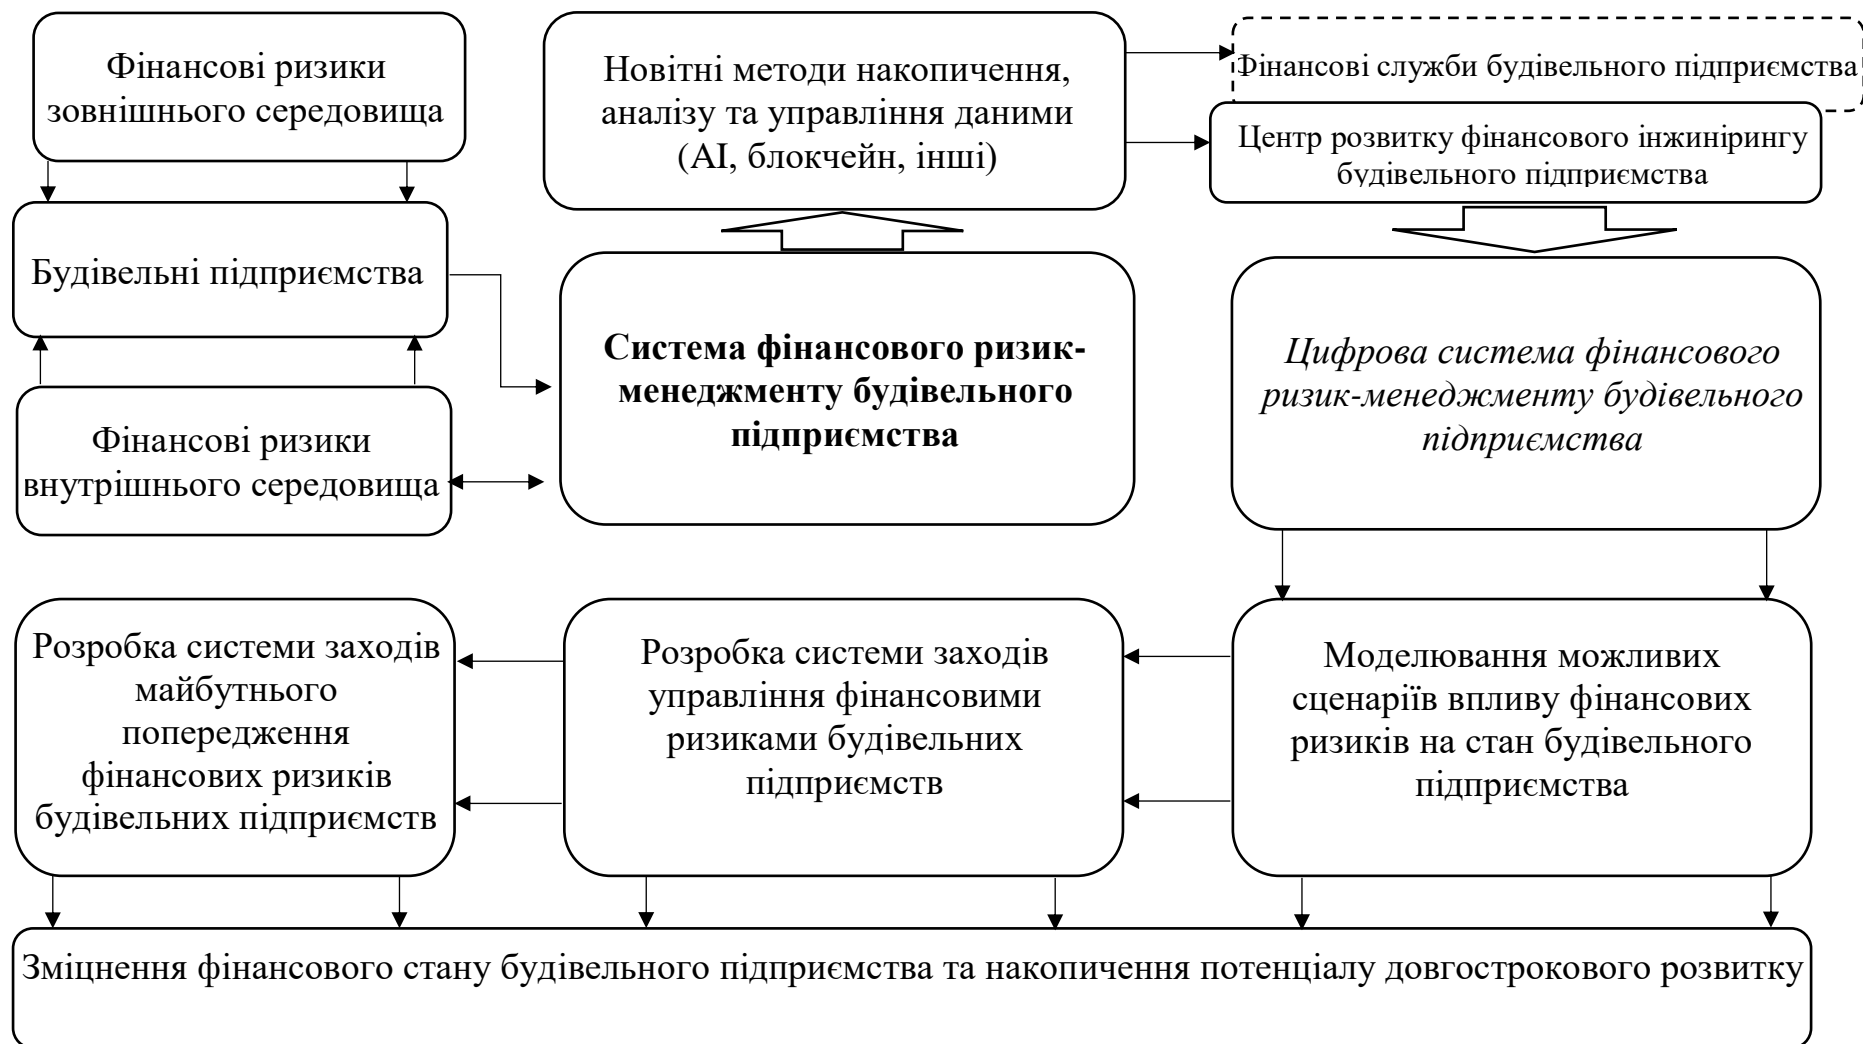 Фінансові ризики
зовнішнього середовища
Новітні методи накопичення,
аналізу та управління даними
(АІ, блокчейн, інші)
Фінансові служби будівельного підприємства
Центр розвитку фінансового інжинірингу
будівельного підприємства
Будівельні підприємства
Система фінансового ризик-
менеджменту будівельного
підприємства
Цифрова система фінансового
ризик-менеджменту будівельного
підприємства
Фінансові ризики
внутрішнього середовища
Розробка системи заходів
майбутнього
попередження
фінансових ризиків
будівельних підприємств
Розробка системи заходів
управління фінансовими
ризиками будівельних
підприємств
Моделювання можливих
сценаріїв впливу фінансових
ризиків на стан будівельного
підприємства
Зміцнення фінансового стану будівельного підприємства та накопичення потенціалу довгострокового розвитку